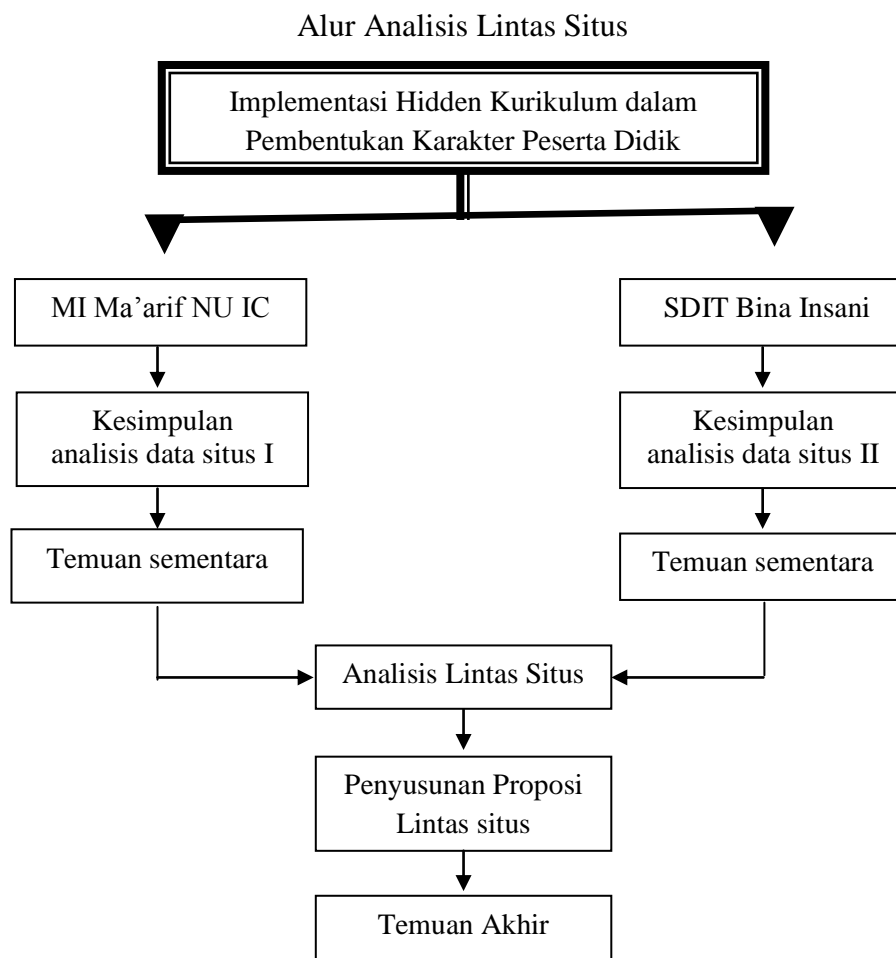 Alur Analisis Lintas Situs
Implementasi Hidden Kurikulum dalam
Pembentukan Karakter Peserta Didik
MI Ma’arif NU IC
SDIT Bina Insani
Kesimpulan
analisis data situs I
Kesimpulan
analisis data situs II
Temuan sementara
Temuan sementara
Analisis Lintas Situs
Penyusunan Proposi
Lintas situs
Temuan Akhir